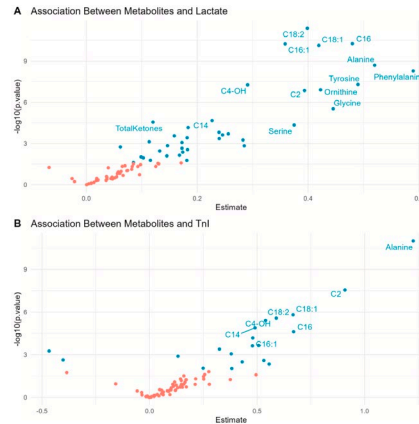 A Association Between Metabolites and Lactate
C18:2
C18:1
C16
C16:1
Alanine
Phenylalanin
Tyrosine
C4-OH
C2
Ornithine
Glycine
TotalKetones
C14
Serine
9
6
3
0
-log10(p.value)
0.0
0.2
0.4
0.
Estimate
B Association Between Metabolites and TnI
Alanine
C2
C18:2
C18:1
C4-OH
C14
C16
C16:1
9
6
3
0
-log10(p.value)
-0.5
0.0
0.5
1.0
Estimate